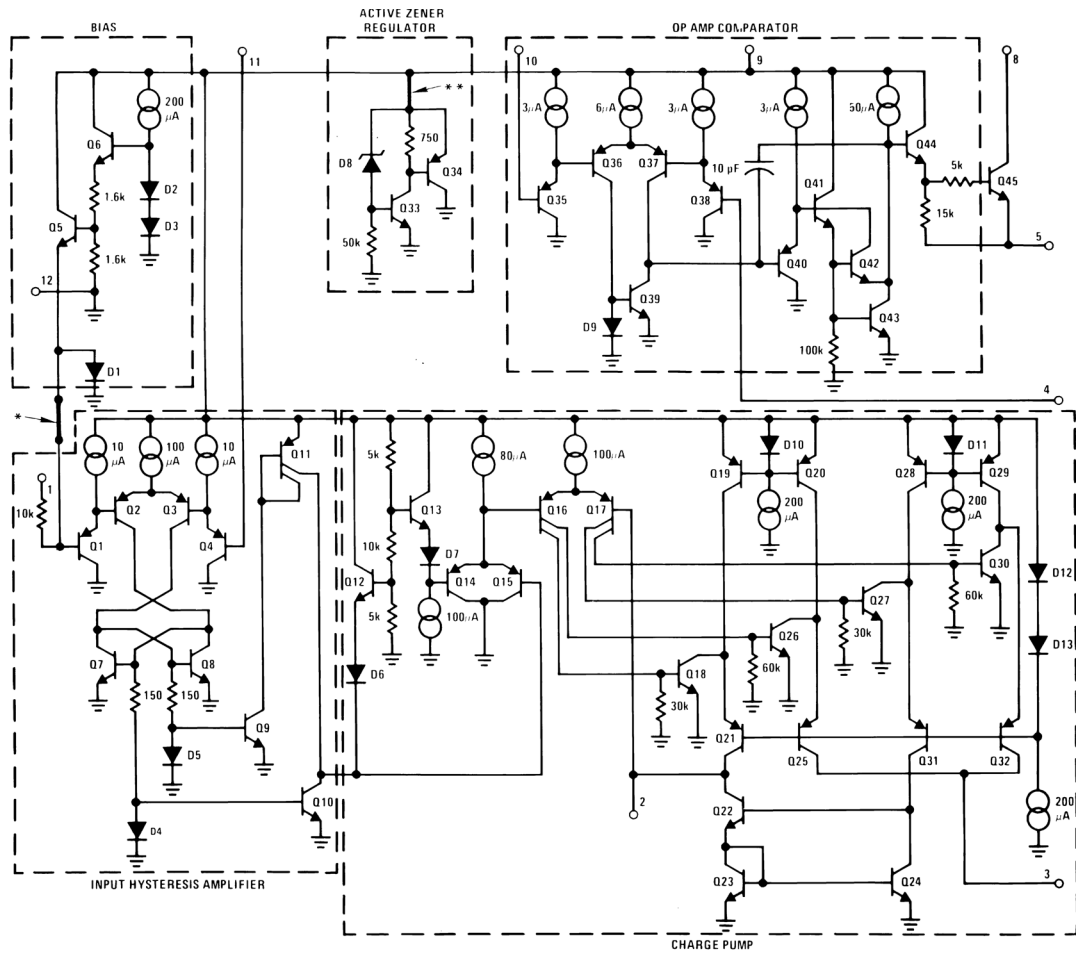 BIAS
ACTIVE ZENER
REGULATOR
OP AMP COMPARATOR
11
10
9
8
200
μA
* *
3μA
6μA
3μA
3μA
50μA
Q6
D8
750
Q34
Q36
Q37
10 pF
Q44
5k
Q45
1.6k
D2
Q35
Q38
Q41
15k
Q5
D3
Q33
5
1.6k
50k
Q40
Q42
12
Q39
D9
Q43
100k
D1
4
*
10
μA
100
μA
10
μA
Q11
5k
80μA
100μA
D10
D11
Q19
Q20
Q28
Q29
1
10k
Q2
Q3
Q13
Q16
Q17
200
μA
200
μA
Q1
Q4
10k
D7
Q30
Q12
Q14
Q15
D12
5k
100μA
Q27
60k
Q26
30k
D13
Q7
Q8
D6
Q18
60k
150
150
30k
Q9
D5
Q21
Q25
Q31
Q32
Q10
2
200
μA
D4
Q22
3
Q23
Q24
INPUT HYSTERESIS AMPLIFIER
CHARGE PUMP